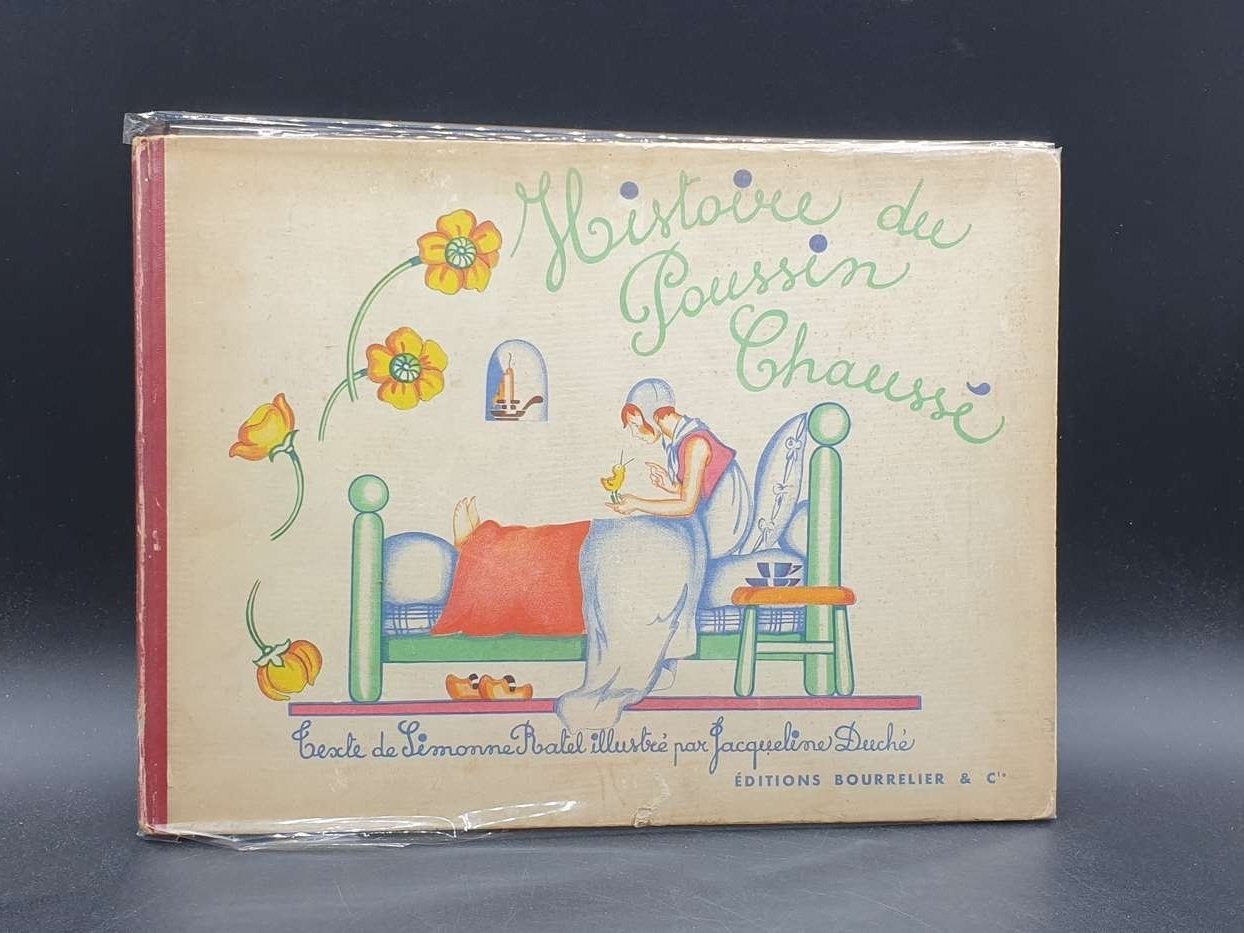 Histoire du
Poussin
Chaussé
Texte de Simonne Ratel illustré par Jacqueline Duché
ÉDITIONS BOURRELIER & Cie